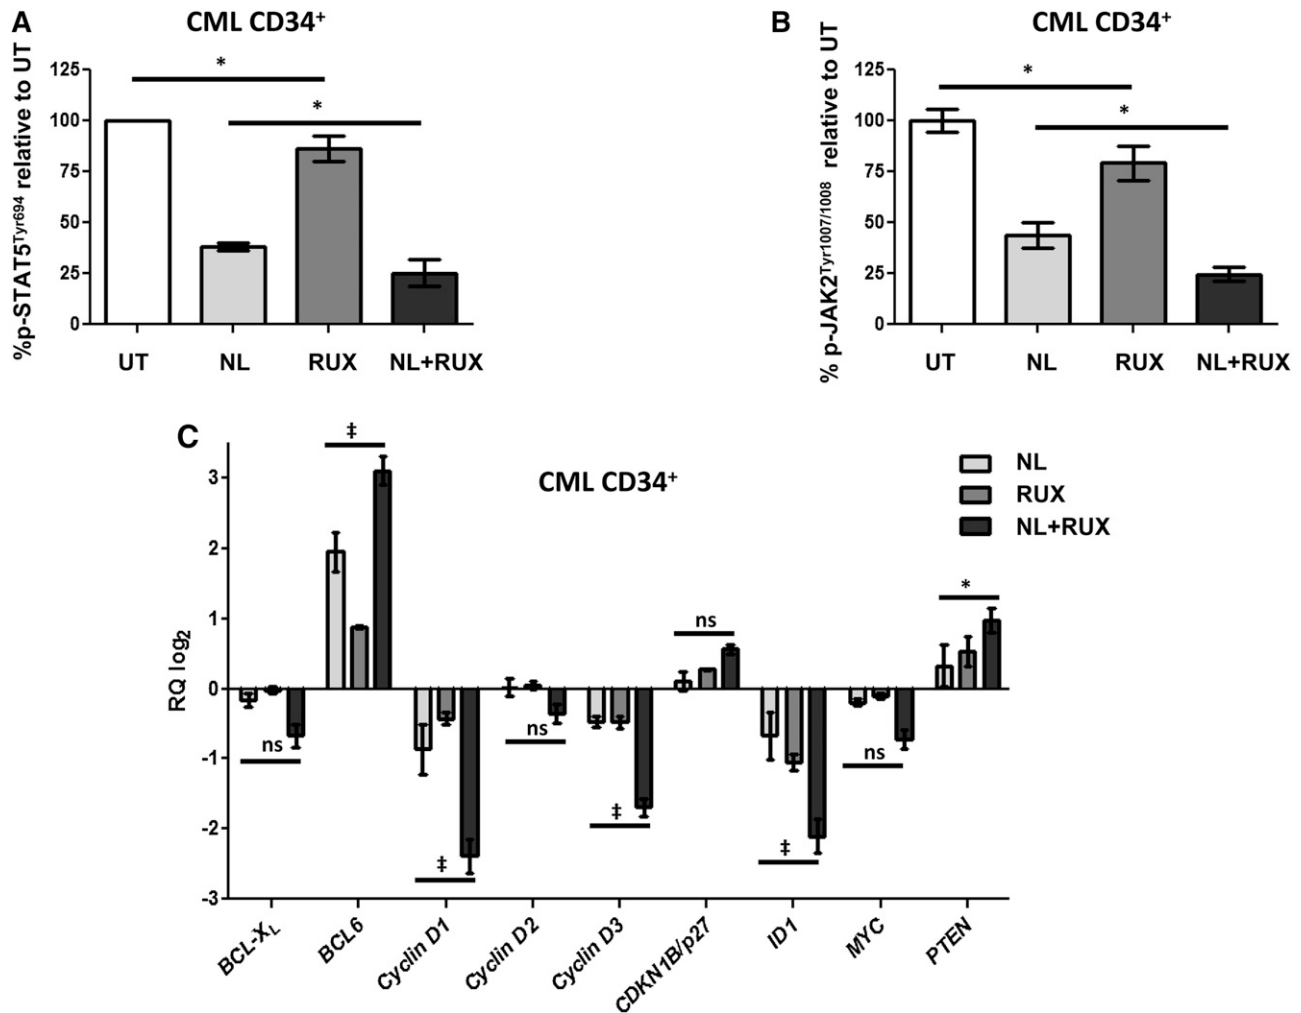 A
CML CD34+
%p-STAT5Tyr694 relative to UT
125
100
75
50
25
0
*
*
UT NL RUX NL+RUX
B
CML CD34+
% p-JAK2Tyr1007/1008 relative to UT
125
100
75
50
25
0
*
*
UT NL RUX NL+RUX
C
CML CD34+
RQ log2
3
2
1
0
-1
-2
-3
NL
RUX
NL+RUX
ns
‡
‡
ns
‡
ns
‡
ns
*
BCL-XL
BCL6
Cyclin D1
Cyclin D2
Cyclin D3
CDKN1B/p27
ID1
MYC
PTEN